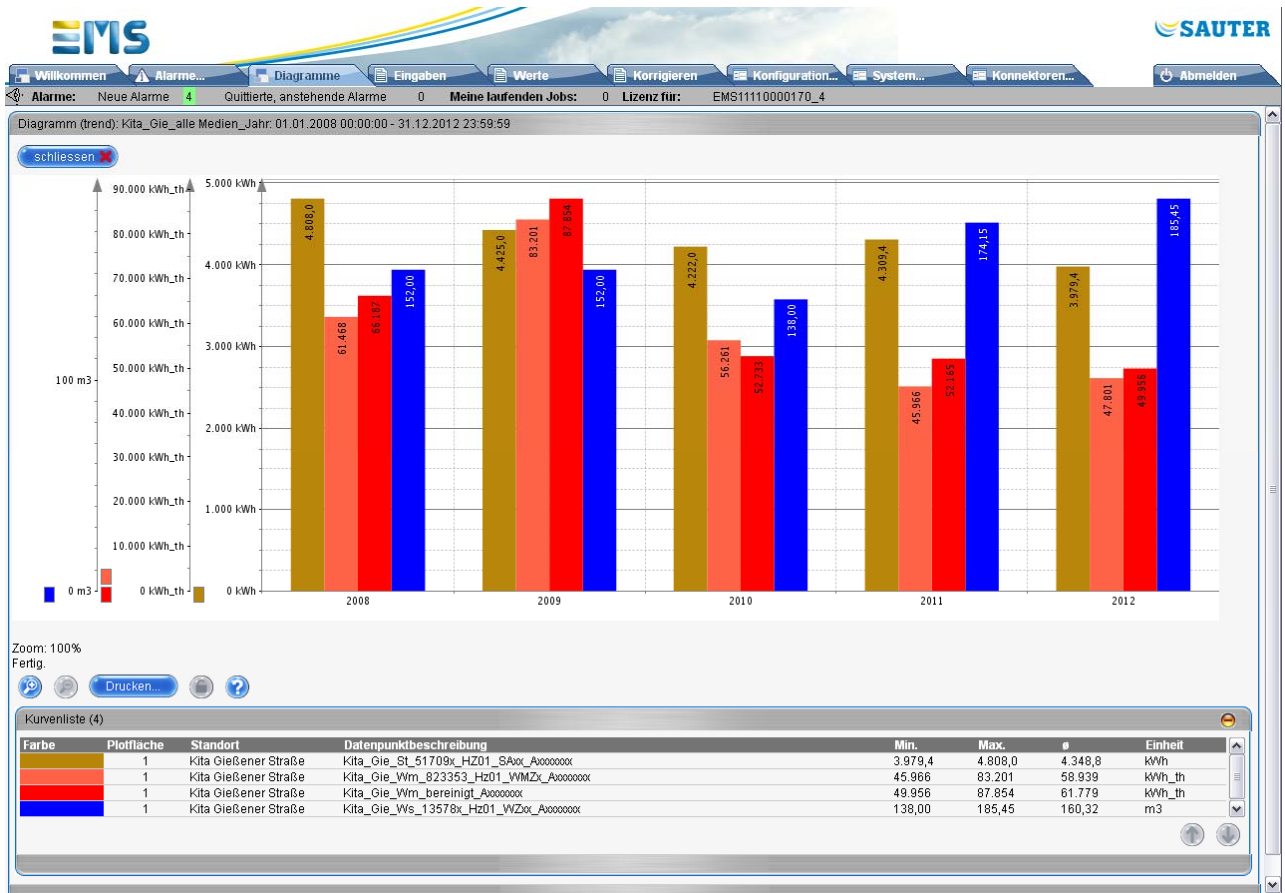 EMS
SAUTER
Willkommen Alarme... Diagramme Eingaben Werte Korrigieren Konfiguration... System... Konnektoren... Abmelden
Alarme: Neue Alarme 4 Quittierte, anstehende Alarme 0 Meine laufenden Jobs: 0 Lizenz für: EMS11110000170_4
Diagramm (trend): Kita_Gie_alle Medien_Jahr: 01.01.2008 00:00:00 - 31.12.2012 23:59:59
schliessen
90.000 kWh_th
80.000 kWh_th
70.000 kWh_th
60.000 kWh_th
50.000 kWh_th
40.000 kWh_th
30.000 kWh_th
20.000 kWh_th
10.000 kWh_th
0 kWh_th
100 m3
0 m3
5.000 kWh
4.000 kWh
3.000 kWh
2.000 kWh
1.000 kWh
0 kWh
4.808,0
61.468
66.187
152,00
4.425,0
83.201
87.854
152,00
4.222,0
56.261
52.733
138,00
4.309,4
45.966
52.165
174,15
3.979,4
47.801
49.956
185,45
2008 2009 2010 2011 2012
Zoom: 100%
Fertig.
Drucken...
Kurvenliste (4)
Farbe Plotfläche Standort Datenpunktbeschreibung Min. Max. ø Einheit
1 Kita Gießener Straße Kita_Gie_St_51709x_HZ01_SAxx_Axxxxxxx 3.979,4 4.808,0 4.348,8 kWh
1 Kita Gießener Straße Kita_Gie_Wm_823353_Hz01_WMZx_Axxxxxxx 45.966 83.201 58.939 kWh_th
1 Kita Gießener Straße Kita_Gie_Wm_bereinigt_Axxxxxxx 49.956 87.854 61.779 kWh_th
1 Kita Gießener Straße Kita_Gie_Ws_13578x_Hz01_WZxx_Axxxxxxx 138,00 185,45 160,32 m3